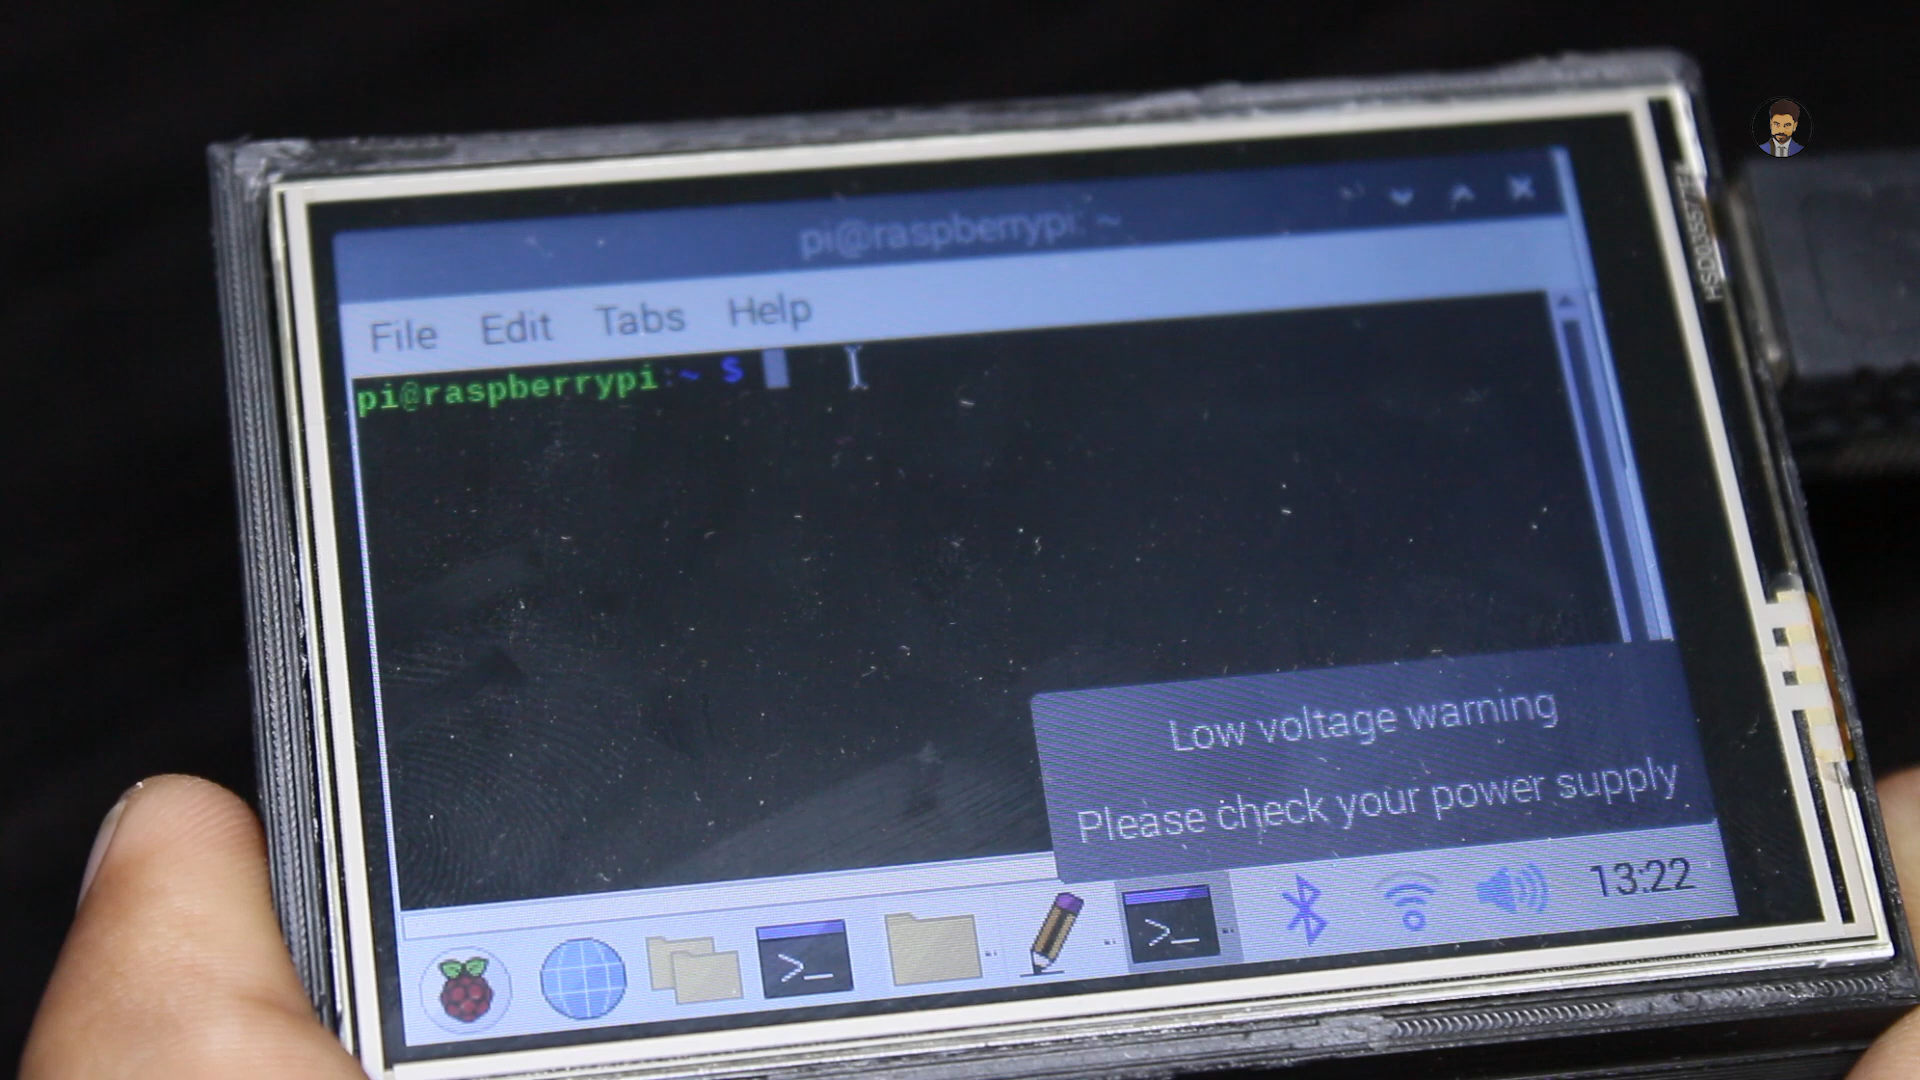 pi@raspberrypi: ~
File Edit Tabs Help
pi@raspberrypi:~ $
Low voltage warning
Please check your power supply
13:22